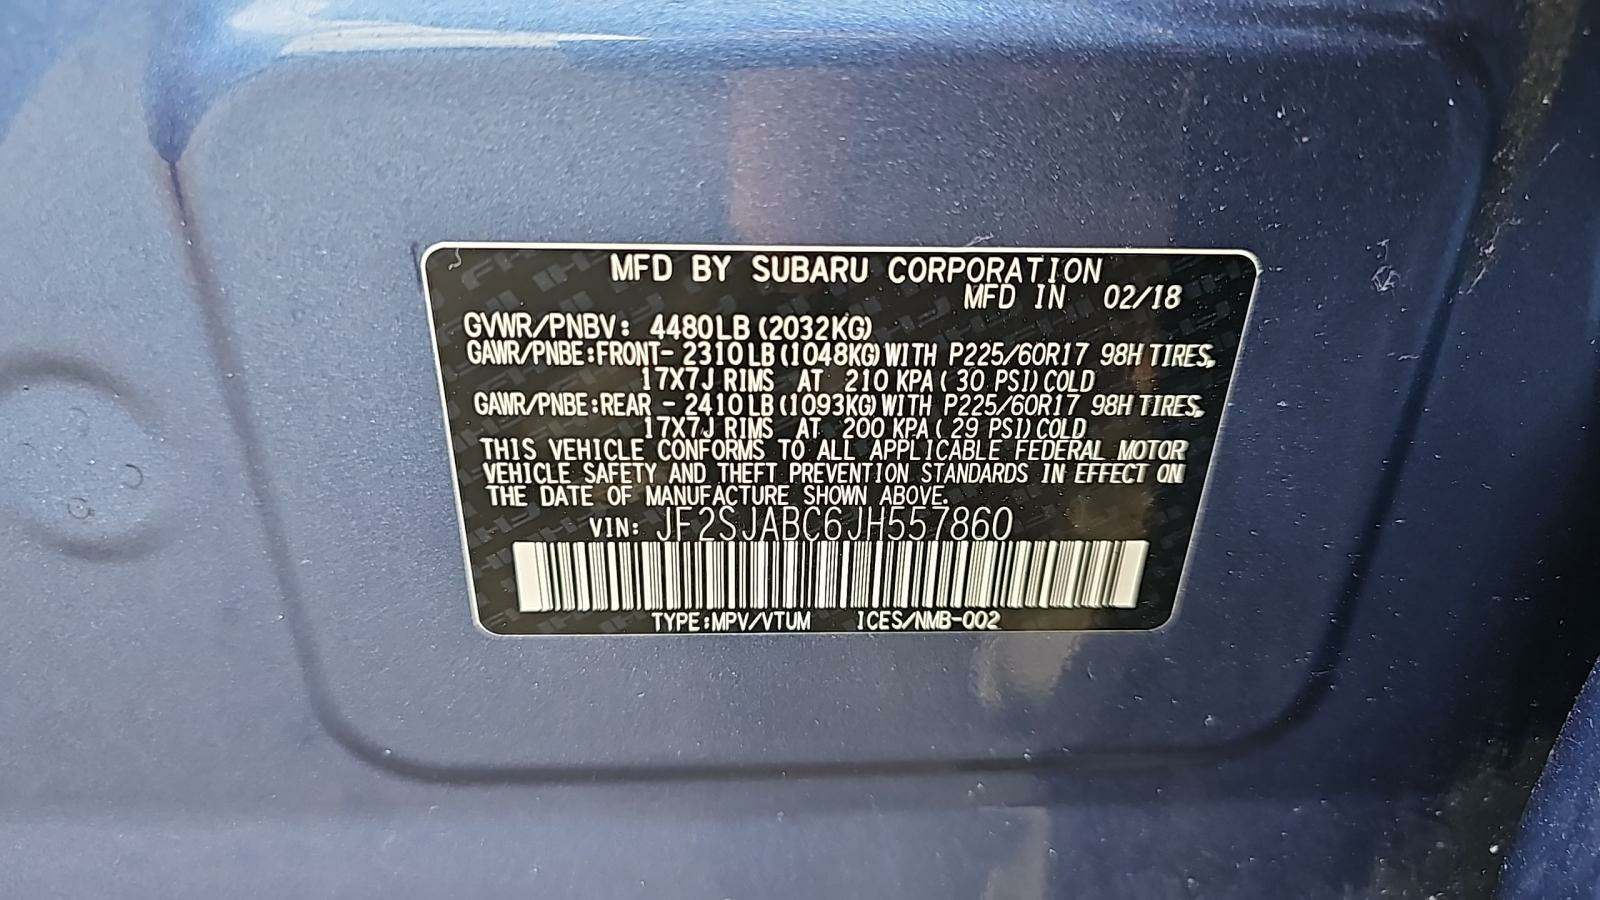 MFD BY SUBARU CORPORATION
MFD IN 02/18
GVWR/PNBV: 4480LB(2032KG)
GAWR/PNBE:FRONT- 2310LB(1048KG)WITH P225/60R17 98H TIRES,
17X7J RIMS AT 210 KPA( 30 PSI)COLD
GAWR/PNBE:REAR - 2410LB(1093KG)WITH P225/60R17 98H TIRES,
17X7J RIMS AT 200 KPA( 29 PSI)COLD
THIS VEHICLE CONFORMS TO ALL APPLICABLE FEDERAL MOTOR
VEHICLE SAFETY AND THEFT PREVENTION STANDARDS IN EFFECT ON
THE DATE OF MANUFACTURE SHOWN ABOVE.
VIN: JF2SJABC6JH557860
TYPE:MPV/VTUM ICES/NMB-002